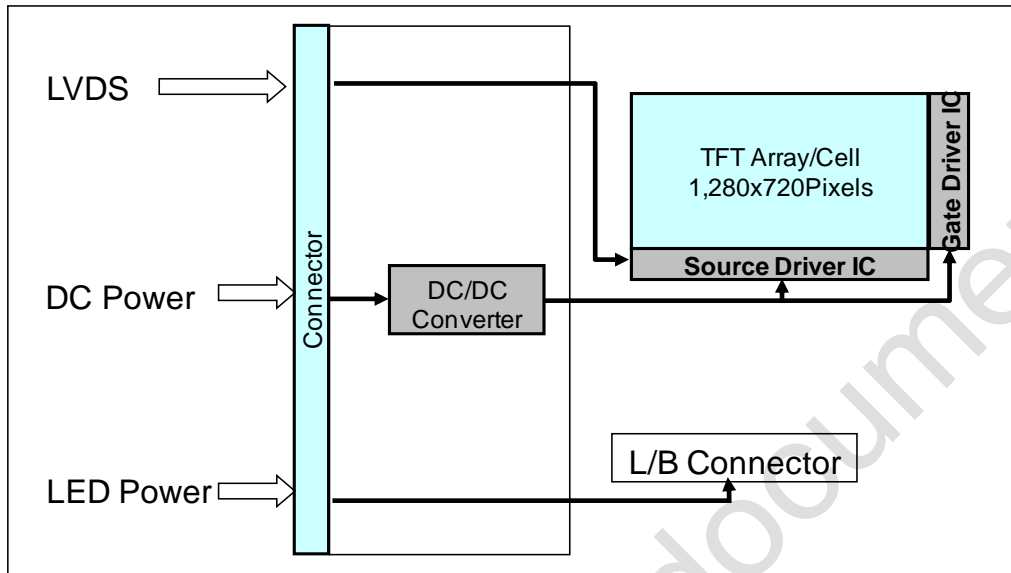 LVDS
DC Power
LED Power
Connector
DC/DC
Converter
TFT Array/Cell
1,280x720Pixels
Gate Driver IC
Source Driver IC
L/B Connector